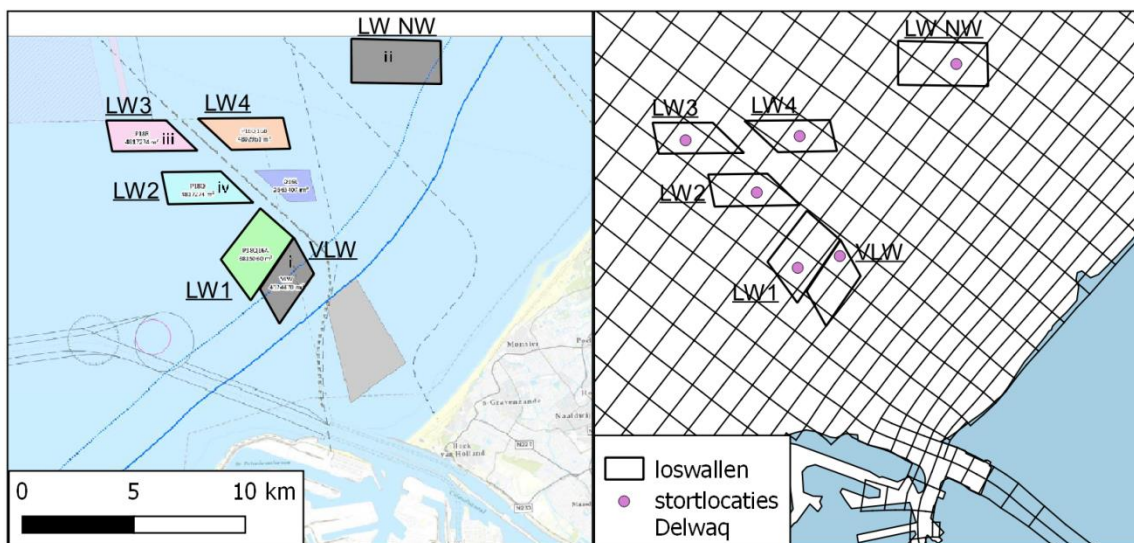 LW NW
ii
LW3
LW4
iii
LW2
iv
VLW
i
LW1
Monster
's-Gravenzande
Hoek
van Holland
0 5 10 km
LW NW
LW3
LW4
LW2
VLW
LW1
loswallen
stortlocaties
Delwaq